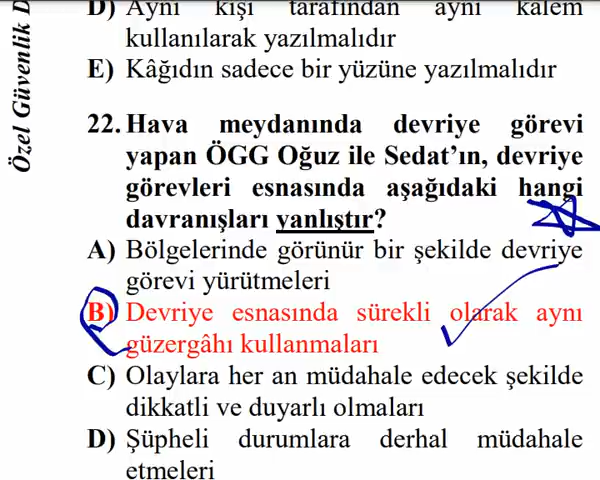 D) Aynı kişi tarafından aynı kalem
kullanılarak yazılmalıdır
E) Kâğıdın sadece bir yüzüne yazılmalıdır
22. Hava meydanında devriye görevi
yapan ÖGG Oğuz ile Sedat’ın, devriye
görevleri esnasında aşağıdaki hangi
davranışları yanlıştır?
A) Bölgelerinde görünür bir şekilde devriye
görevi yürütmeleri
B) Devriye esnasında sürekli olarak aynı
güzergâhı kullanmaları
C) Olaylara her an müdahale edecek şekilde
dikkatli ve duyarlı olmaları
D) Şüpheli durumlara derhal müdahale
etmeleri
Özel Güvenlik D